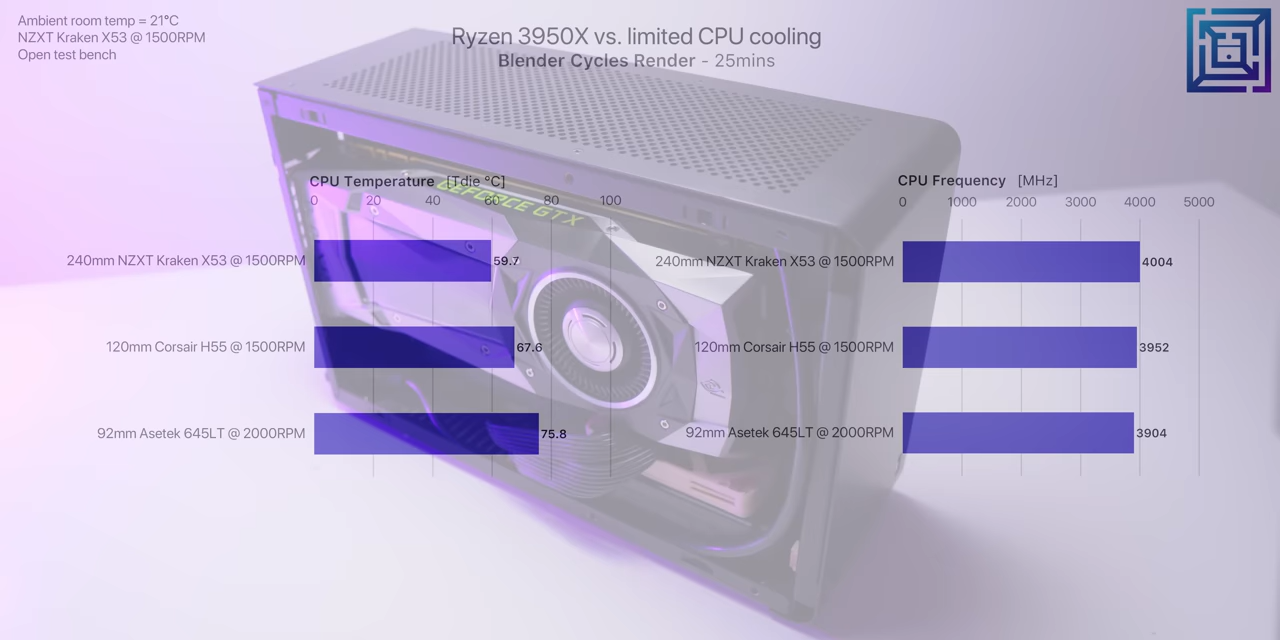 Ambient room temp = 21°C
NZXT Kraken X53 @ 1500RPM
Open test bench
Ryzen 3950X vs. limited CPU cooling
Blender Cycles Render - 25mins
CPU Temperature [Tdie °C]
0 20 40 60 80 100
240mm NZXT Kraken X53 @ 1500RPM 59.7
120mm Corsair H55 @ 1500RPM 67.6
92mm Asetek 645LT @ 2000RPM 75.8
CPU Frequency [MHz]
0 1000 2000 3000 4000 5000
240mm NZXT Kraken X53 @ 1500RPM 4004
120mm Corsair H55 @ 1500RPM 3952
92mm Asetek 645LT @ 2000RPM 3904
GEFORCE GTX